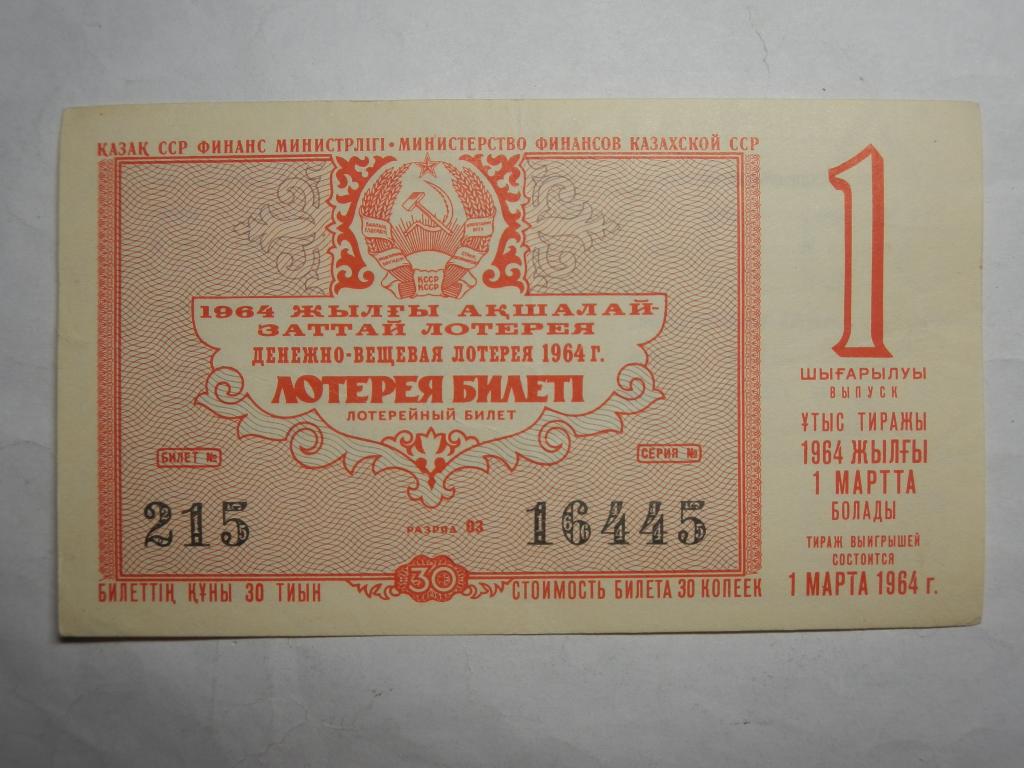 ҚАЗАҚ ССР ФИНАНС МИНИСТРЛІГІ • МИНИСТЕРСТВО ФИНАНСОВ КАЗАХСКОЙ ССР
ҚССР
КССР
1964 ЖЫЛҒЫ АҚШАЛАЙ-
ЗАТТАЙ ЛОТЕРЕЯ
ДЕНЕЖНО-ВЕЩЕВАЯ ЛОТЕРЕЯ 1964 Г.
ЛОТЕРЕЯ БИЛЕТІ
ЛОТЕРЕЙНЫЙ БИЛЕТ
БИЛЕТ № СЕРИЯ №
215 РАЗРЯД 03 16445
30
БИЛЕТТІҢ ҚҰНЫ 30 ТИЫН СТОИМОСТЬ БИЛЕТА 30 КОПЕЕК
1
ШЫҒАРЫЛУЫ
ВЫПУСК
ҰТЫС ТИРАЖЫ
1964 ЖЫЛҒЫ
1 МАРТТА
БОЛАДЫ
ТИРАЖ ВЫИГРЫШЕЙ
СОСТОИТСЯ
1 МАРТА 1964 г.